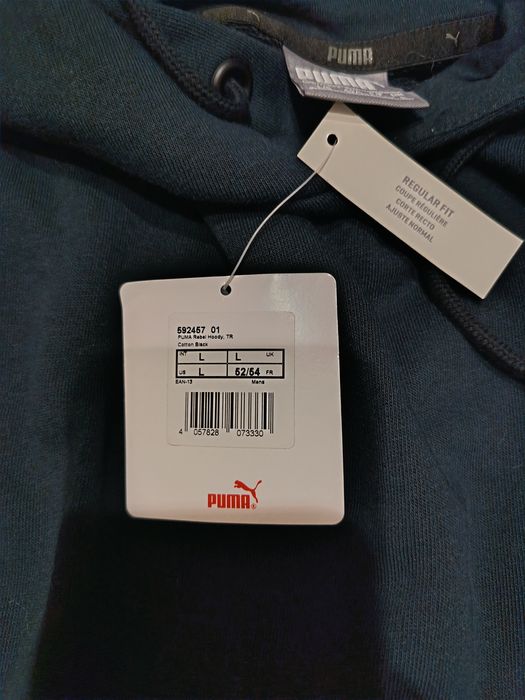 PUMA
PUMA
REGULAR FIT
COUPE RÉGULIÈRE
CORTE RECTO
AJUSTE NORMAL
592457 01
PUMA Rebel Hoody, TR
Cotton Black
INT L L UK
US L 52/54 FR
EAN-13 Mens
4 057828 073330
PUMA